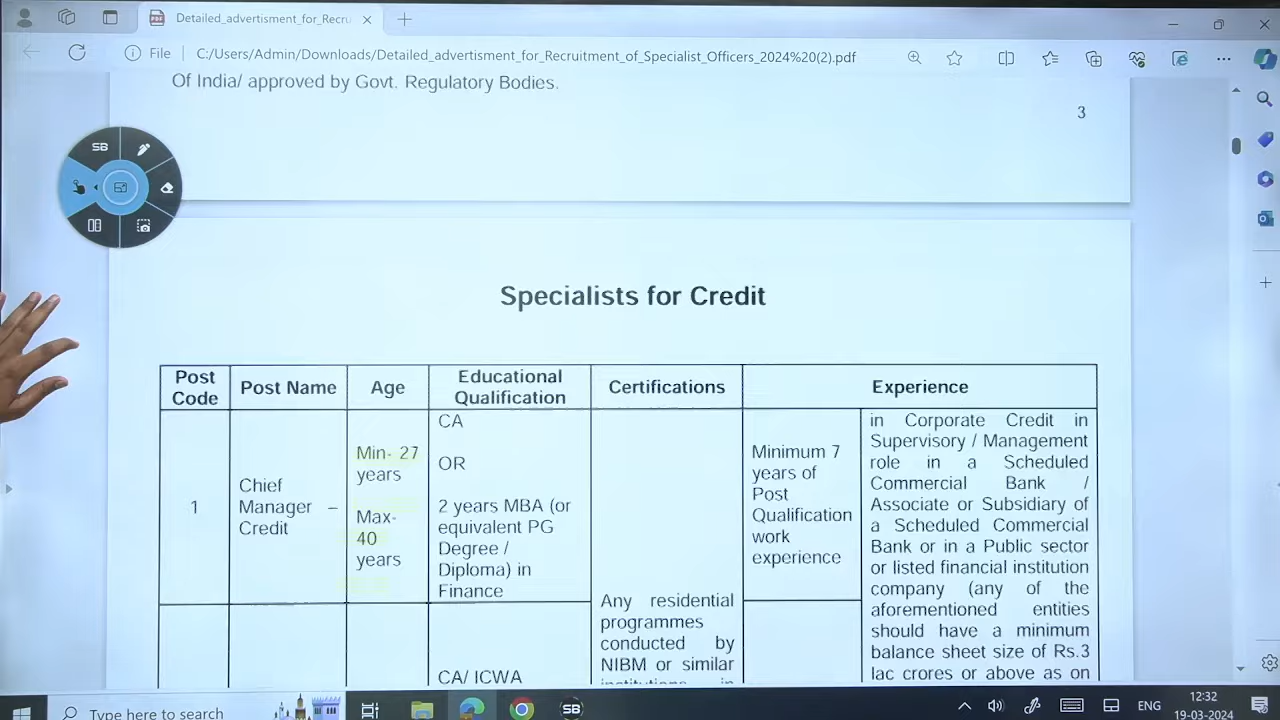 Detailed_advertisment_for_Recru
File
C:/Users/Admin/Downloads/Detailed_advertisment_for_Recruitment_of_Specialist_Officers_2024%20(2).pdf
Of India/ approved by Govt. Regulatory Bodies.
3
SB
Specialists for Credit
Post Code
Post Name
Age
Educational Qualification
Certifications
Experience
1
Chief
Manager –
Credit
Min- 27
years
Max-
40
years
CA
OR
2 years MBA (or
equivalent PG
Degree /
Diploma) in
Finance
Any residential
programmes
conducted by
NIBM or similar
Minimum 7
years of
Post
Qualification
work
experience
in Corporate Credit in
Supervisory / Management
role in a Scheduled
Commercial Bank /
Associate or Subsidiary of
a Scheduled Commercial
Bank or in a Public sector
or listed financial institution
company (any of the
aforementioned entities
should have a minimum
balance sheet size of Rs.3
lac crores or above as on
CA/ ICWA
Type here to search
SB
ENG
12:32
19-03-2024